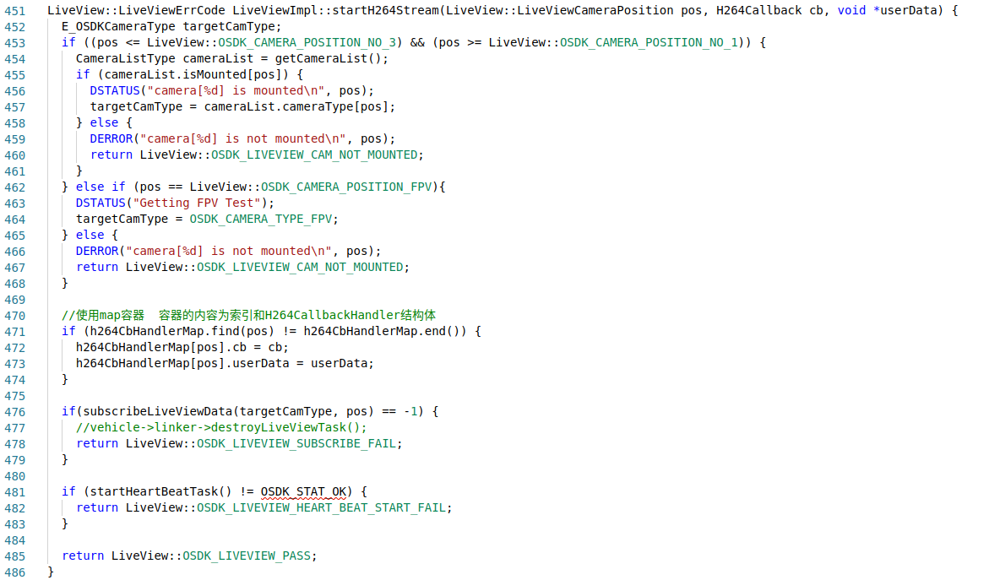 451 LiveView::LiveViewErrCode LiveViewImpl::startH264Stream(LiveView::LiveViewCameraPosition pos, H264Callback cb, void *userData) {
452   E_OSDKCameraType targetCamType;
453   if ((pos <= LiveView::OSDK_CAMERA_POSITION_NO_3) && (pos >= LiveView::OSDK_CAMERA_POSITION_NO_1)) {
454     CameraListType cameraList = getCameraList();
455     if (cameraList.isMounted[pos]) {
456       DSTATUS("camera[%d] is mounted\n", pos);
457       targetCamType = cameraList.cameraType[pos];
458     } else {
459       DERROR("camera[%d] is not mounted\n", pos);
460       return LiveView::OSDK_LIVEVIEW_CAM_NOT_MOUNTED;
461     }
462   } else if (pos == LiveView::OSDK_CAMERA_POSITION_FPV){
463     DSTATUS("Getting FPV Test");
464     targetCamType = OSDK_CAMERA_TYPE_FPV;
465   } else {
466     DERROR("camera[%d] is not mounted\n", pos);
467     return LiveView::OSDK_LIVEVIEW_CAM_NOT_MOUNTED;
468   }
469
470   //使用map容器  容器的内容为索引和H264CallbackHandler结构体
471   if (h264CbHandlerMap.find(pos) != h264CbHandlerMap.end()) {
472     h264CbHandlerMap[pos].cb = cb;
473     h264CbHandlerMap[pos].userData = userData;
474   }
475
476   if(subscribeLiveViewData(targetCamType, pos) == -1) {
477     //vehicle->linker->destroyLiveViewTask();
478     return LiveView::OSDK_LIVEVIEW_SUBSCRIBE_FAIL;
479   }
480
481   if (startHeartBeatTask() != OSDK_STAT_OK) {
482     return LiveView::OSDK_LIVEVIEW_HEART_BEAT_START_FAIL;
483   }
484
485   return LiveView::OSDK_LIVEVIEW_PASS;
486 }